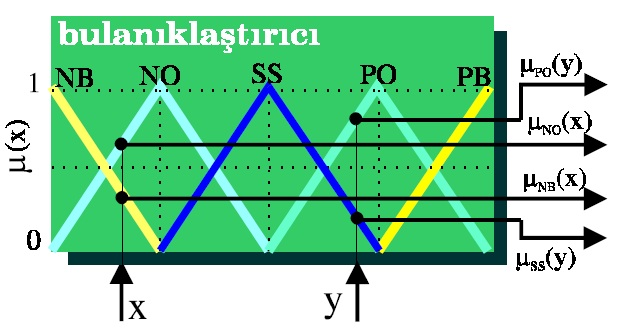 bulanıklaştırıcı
NB NO SS PO PB
1
μ(x)
0
μPO(y)
μNO(x)
μNB(x)
μSS(y)
x
y